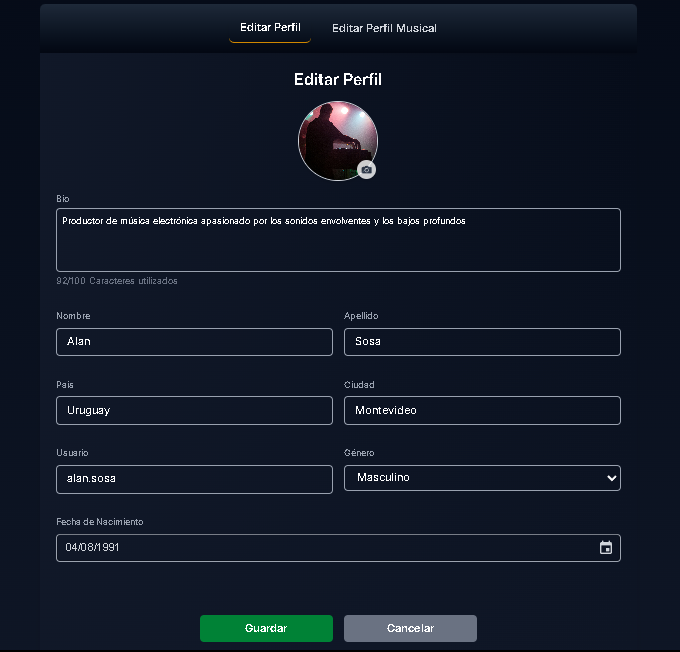 Editar Perfil Editar Perfil Musical
Editar Perfil
Bio
Productor de música electrónica apasionado por los sonidos envolventes y los bajos profundos
92/100 Caracteres utilizados
Nombre Apellido
Alan Sosa
País Ciudad
Uruguay Montevideo
Usuario Género
alan.sosa Masculino
Fecha de Nacimiento
04/08/1991
Guardar Cancelar